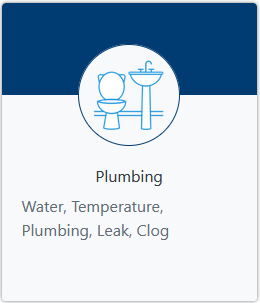 Plumbing
Water, Temperature,
Plumbing, Leak, Clog